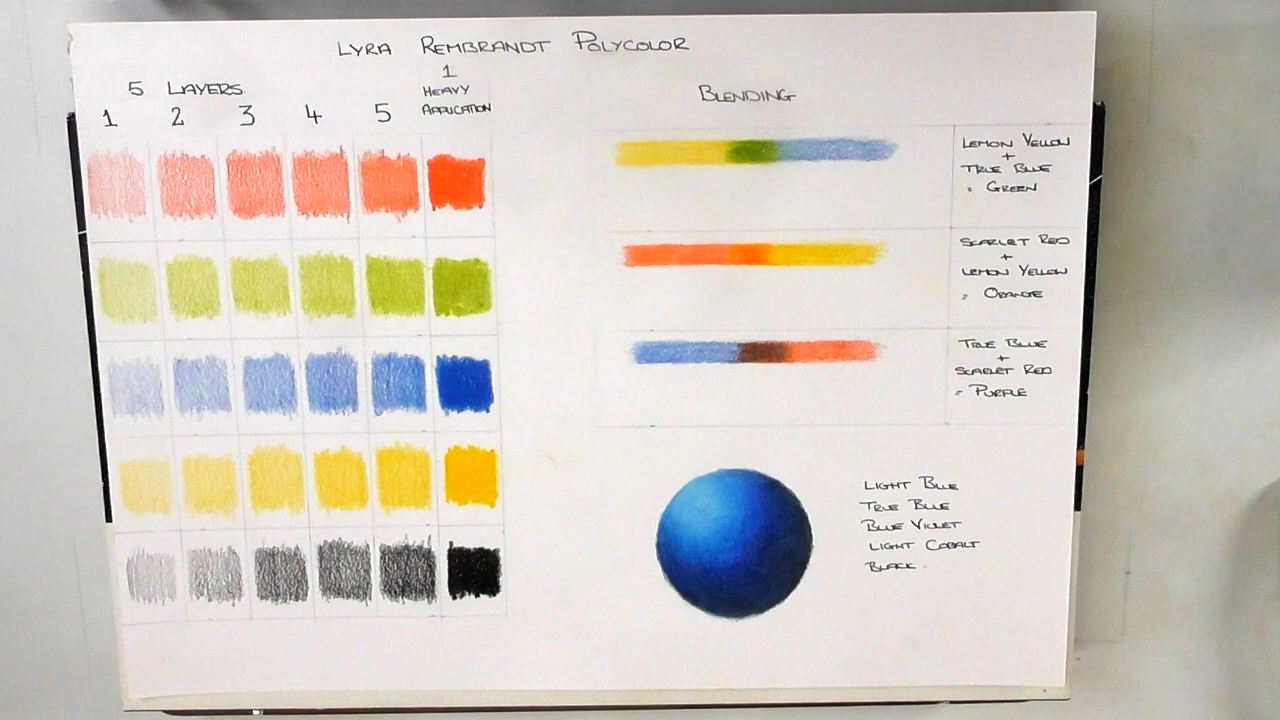 LYRA REMBRANDT POLYCOLOR
5 LAYERS
1 2 3 4 5
1
HEAVY
APPLICATION
BLENDING
LEMON YELLOW
+
TRUE BLUE
= GREEN
SCARLET RED
+
LEMON YELLOW
= ORANGE
TRUE BLUE
+
SCARLET RED
= PURPLE
LIGHT BLUE
TRUE BLUE
BLUE VIOLET
LIGHT COBALT
BLACK